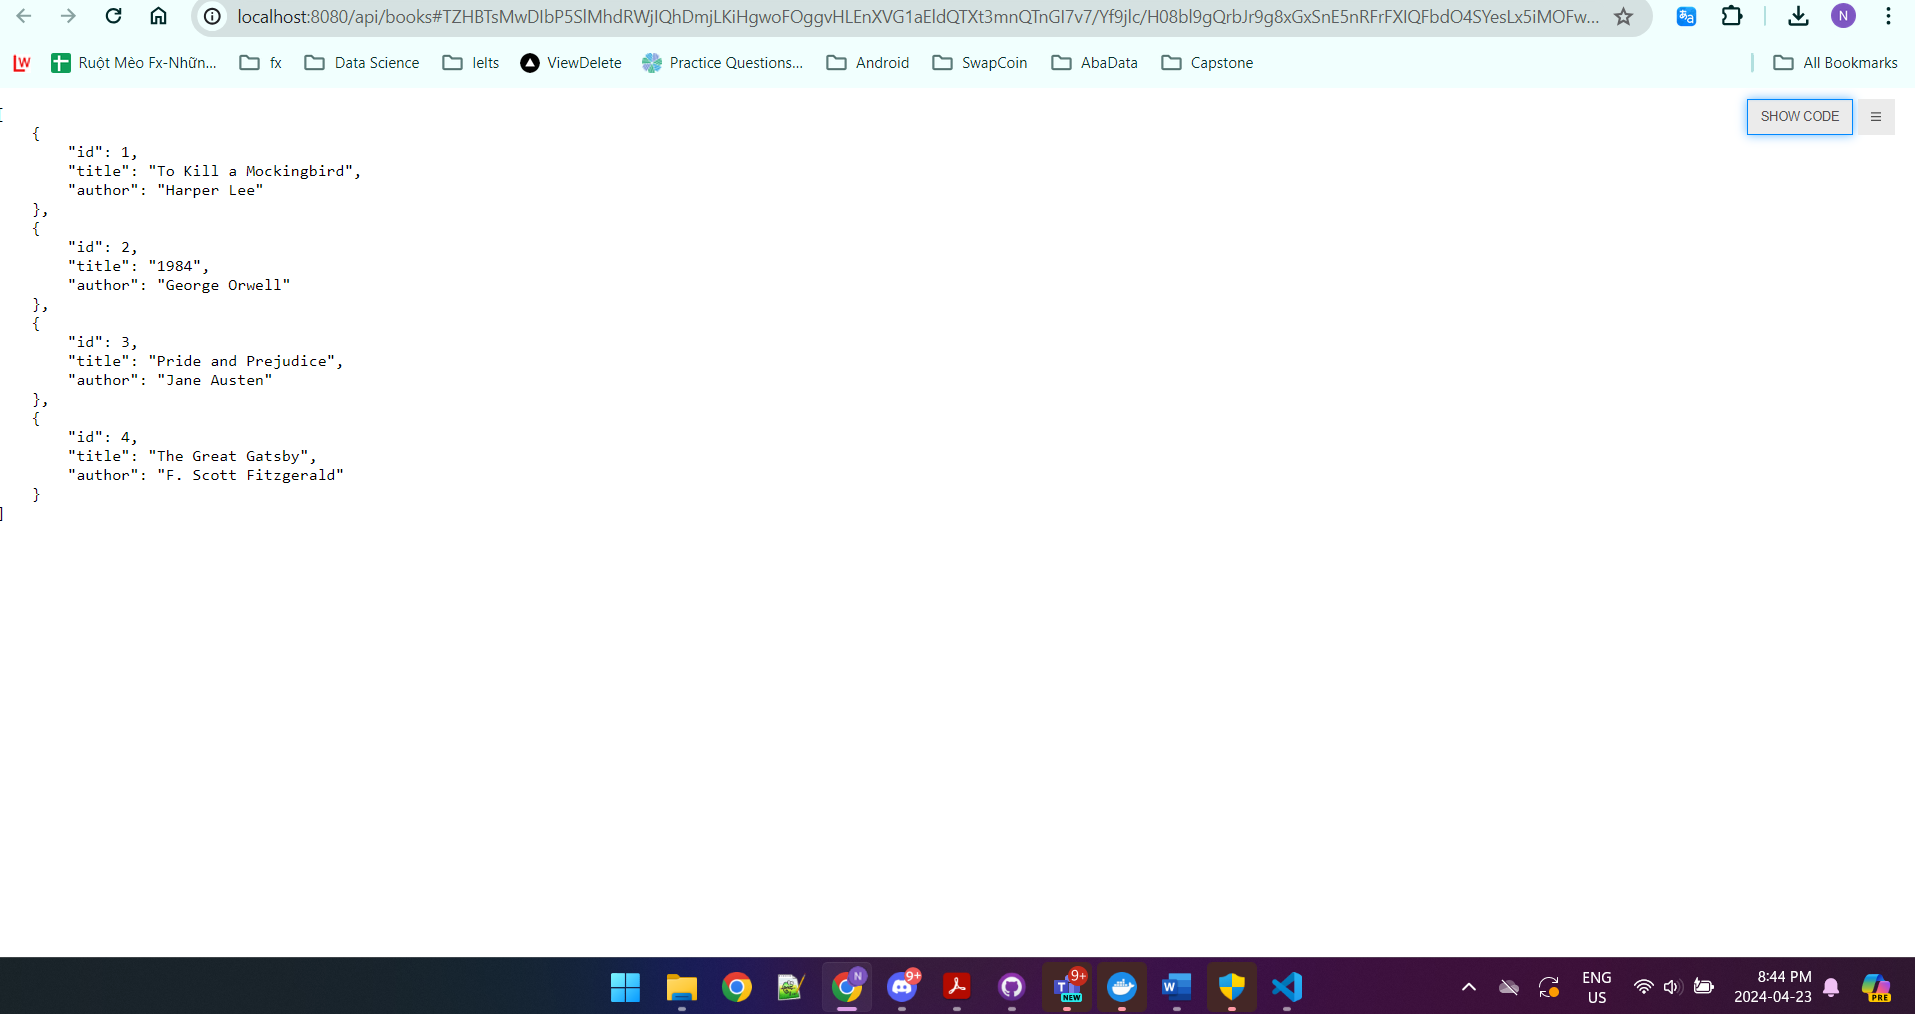 localhost:8080/api/books#
Ruột Mèo Fx-Nhữn...
fx
Data Science
Ielts
ViewDelete
Practice Questions...
Android
SwapCoin
AbaData
Capstone
All Bookmarks
SHOW CODE
[
{
"id": 1,
"title": "To Kill a Mockingbird",
"author": "Harper Lee"
},
{
"id": 2,
"title": "1984",
"author": "George Orwell"
},
{
"id": 3,
"title": "Pride and Prejudice",
"author": "Jane Austen"
},
{
"id": 4,
"title": "The Great Gatsby",
"author": "F. Scott Fitzgerald"
}
]
ENG
US
8:44 PM
2024-04-23